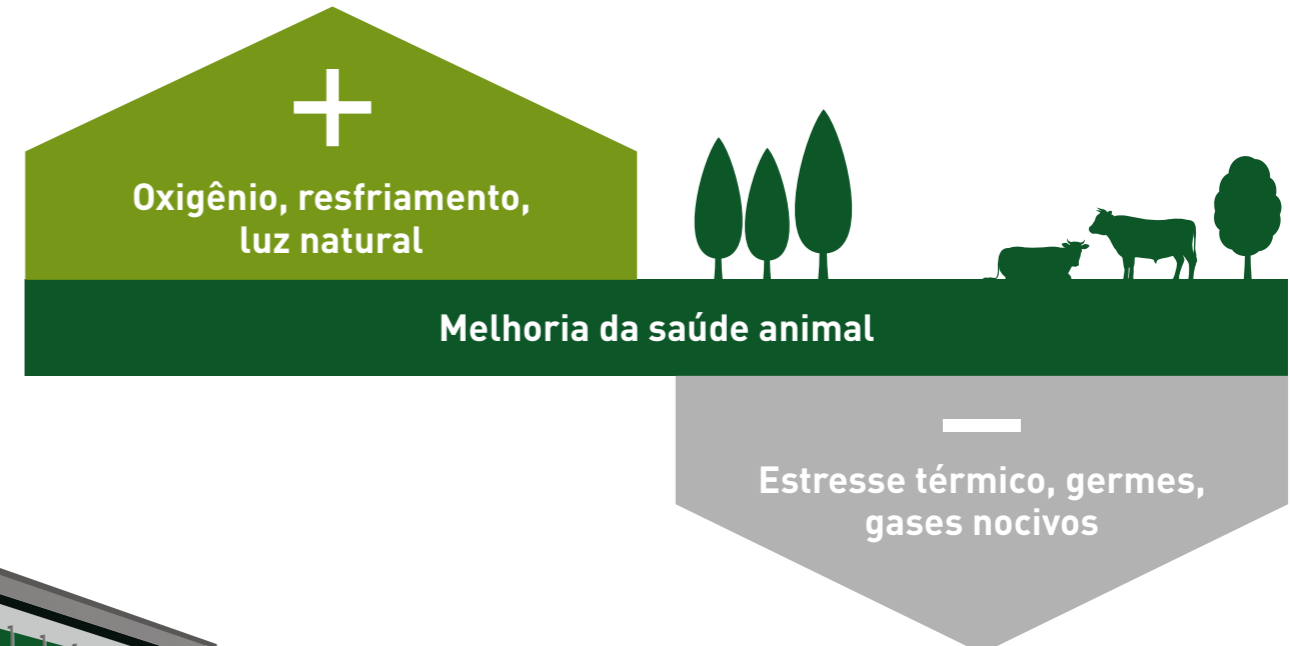 +
Oxigênio, resfriamento,
luz natural
Melhoria da saúde animal
—
Estresse térmico, germes,
gases nocivos